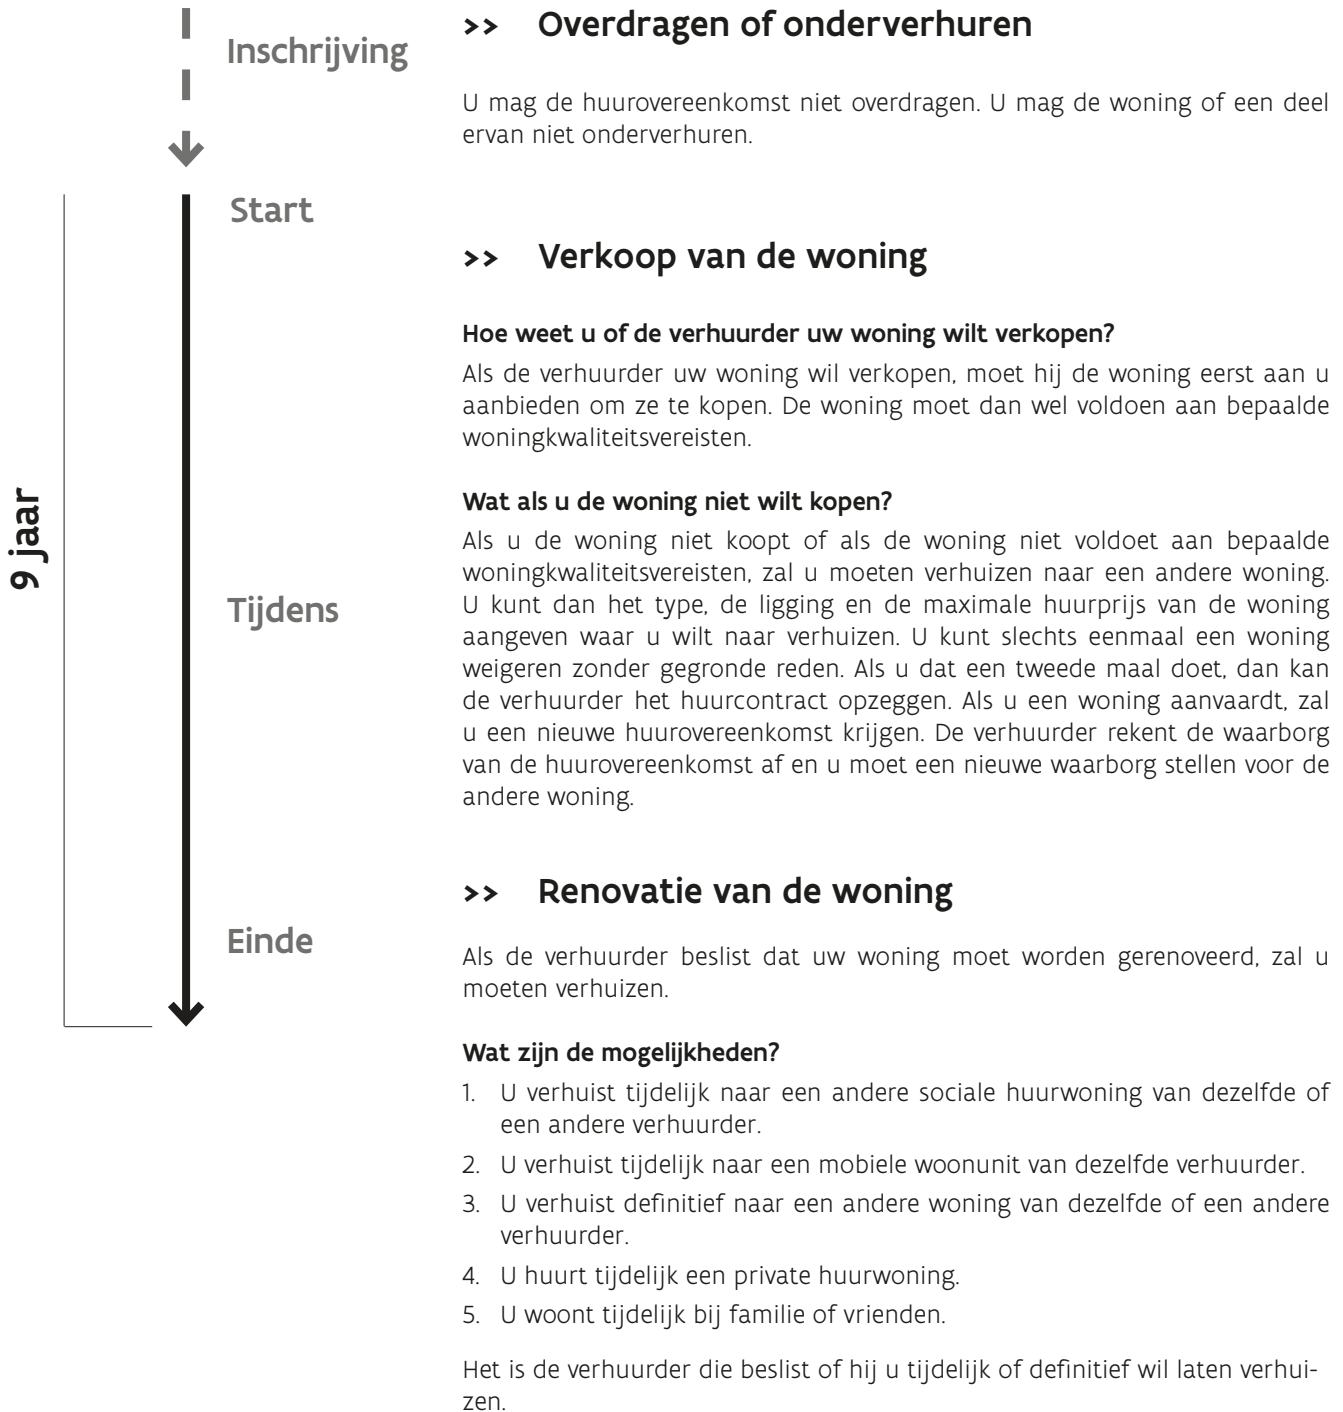 Inschrijving
Start
9 jaar
Tijdens
Einde
>> Overdragen of onderverhuren
U mag de huurovereenkomst niet overdragen. U mag de woning of een deel
ervan niet onderverhuren.
>> Verkoop van de woning
Hoe weet u of de verhuurder uw woning wilt verkopen?
Als de verhuurder uw woning wil verkopen, moet hij de woning eerst aan u
aanbieden om ze te kopen. De woning moet dan wel voldoen aan bepaalde
woningkwaliteitsvereisten.
Wat als u de woning niet wilt kopen?
Als u de woning niet koopt of als de woning niet voldoet aan bepaalde
woningkwaliteitsvereisten, zal u moeten verhuizen naar een andere woning.
U kunt dan het type, de ligging en de maximale huurprijs van de woning
aangeven waar u wilt naar verhuizen. U kunt slechts eenmaal een woning
weigeren zonder gegronde reden. Als u dat een tweede maal doet, dan kan
de verhuurder het huurcontract opzeggen. Als u een woning aanvaardt, zal
u een nieuwe huurovereenkomst krijgen. De verhuurder rekent de waarborg
van de huurovereenkomst af en u moet een nieuwe waarborg stellen voor de
andere woning.
>> Renovatie van de woning
Als de verhuurder beslist dat uw woning moet worden gerenoveerd, zal u
moeten verhuizen.
Wat zijn de mogelijkheden?
1. U verhuist tijdelijk naar een andere sociale huurwoning van dezelfde of
een andere verhuurder.
2. U verhuist tijdelijk naar een mobiele woonunit van dezelfde verhuurder.
3. U verhuist definitief naar een andere woning van dezelfde of een andere
verhuurder.
4. U huurt tijdelijk een private huurwoning.
5. U woont tijdelijk bij familie of vrienden.
Het is de verhuurder die beslist of hij u tijdelijk of definitief wil laten verhui-
zen.